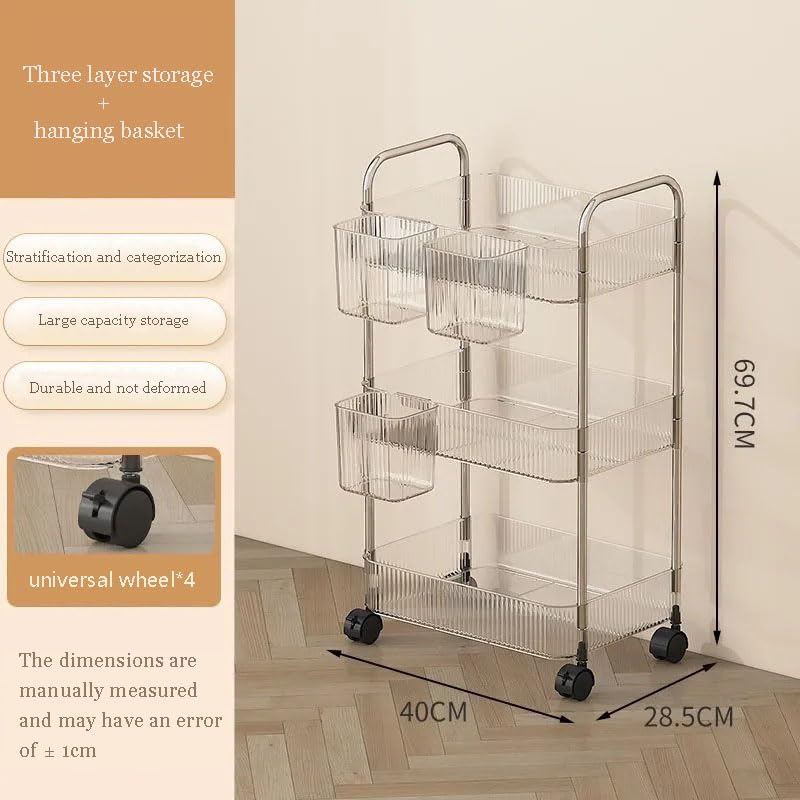 Three layer storage
+
hanging basket
Stratification and categorization
Large capacity storage
Durable and not deformed
universal wheel*4
The dimensions are
manually measured
and may have an error
of ± 1cm
69.7CM
40CM
28.5CM